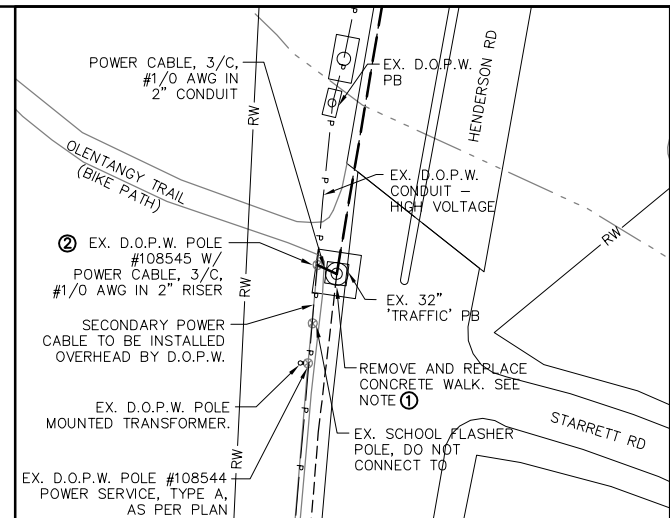 POWER CABLE, 3/C,
#1/0 AWG IN
2" CONDUIT
EX. D.O.P.W.
PB
HENDERSON RD
OLENTANGY TRAIL
(BIKE PATH)
EX. D.O.P.W.
CONDUIT –
HIGH VOLTAGE
② EX. D.O.P.W. POLE
#108545 W/
POWER CABLE, 3/C,
#1/0 AWG IN 2" RISER
EX. 32"
'TRAFFIC' PB
SECONDARY POWER
CABLE TO BE INSTALLED
OVERHEAD BY D.O.P.W.
REMOVE AND REPLACE
CONCRETE WALK. SEE
NOTE ①
EX. D.O.P.W. POLE
MOUNTED TRANSFORMER.
EX. SCHOOL FLASHER
POLE, DO NOT
CONNECT TO
STARRETT RD
EX. D.O.P.W. POLE #108544
POWER SERVICE, TYPE A,
AS PER PLAN
RW
RW
RW
RW
P
P
P
P
P
P
P
P